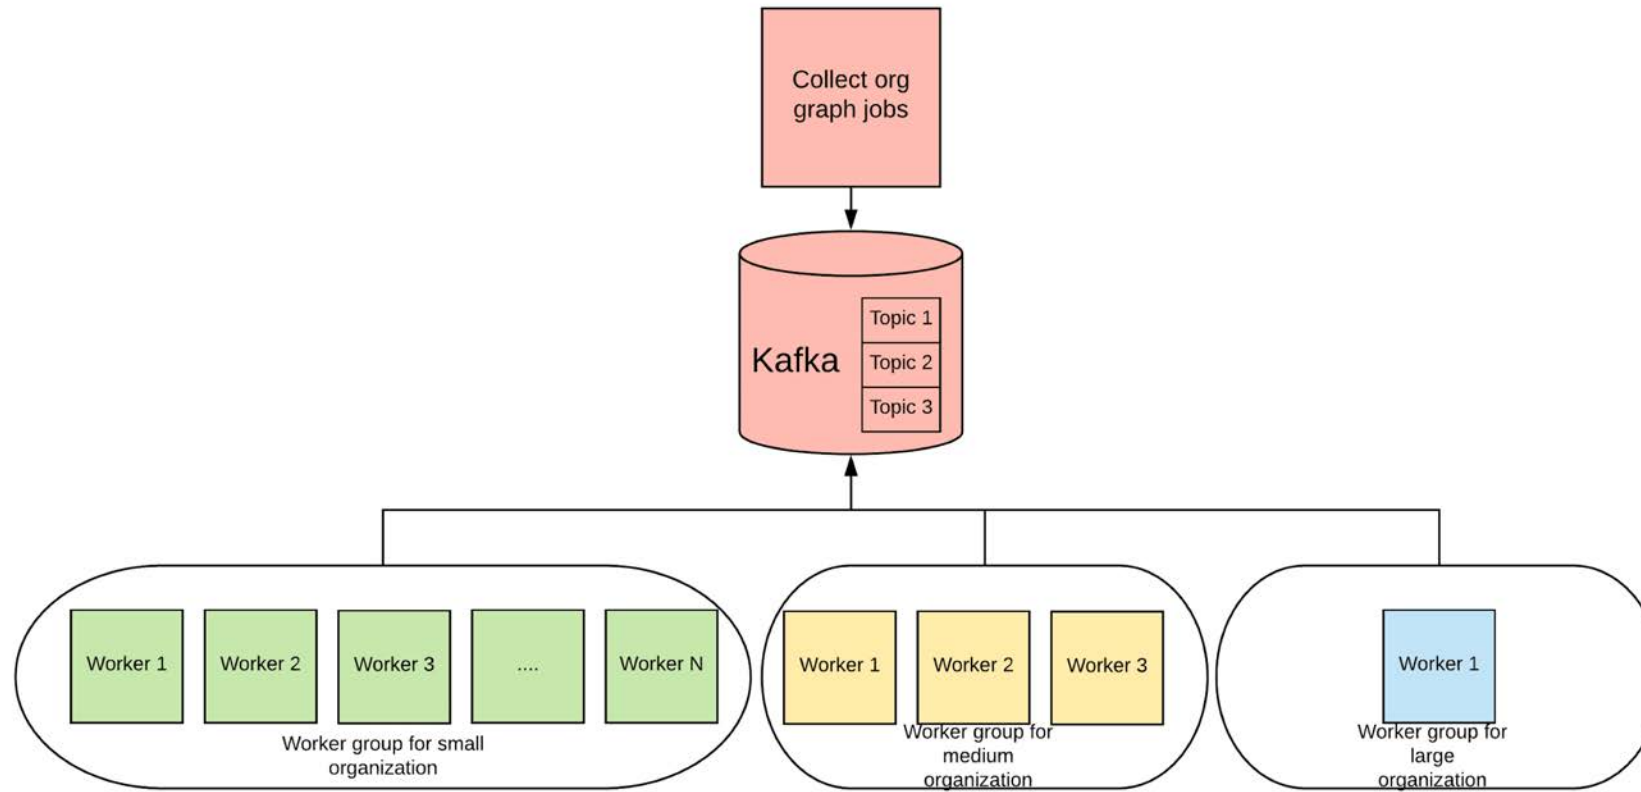 Collect org
graph jobs
Kafka
Topic 1
Topic 2
Topic 3
Worker 1
Worker 2
Worker 3
....
Worker N
Worker group for small
organization
Worker 1
Worker 2
Worker 3
Worker group for
medium
organization
Worker 1
Worker group for
large
organization